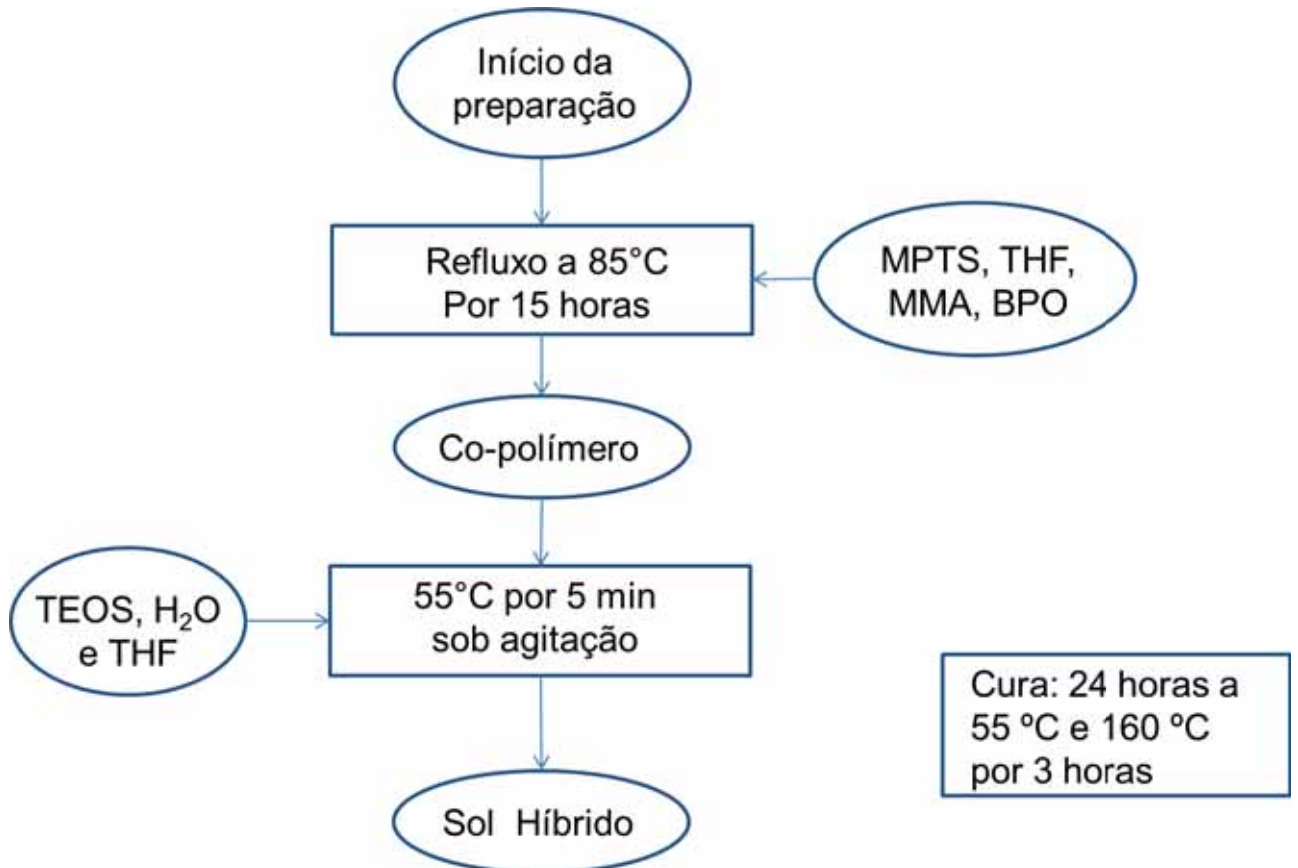 Início da
preparação
Refluxo a 85°C
Por 15 horas
MPTS, THF,
MMA, BPO
Co-polímero
TEOS, H₂O
e THF
55°C por 5 min
sob agitação
Cura: 24 horas a
55 ºC e 160 ºC
por 3 horas
Sol Híbrido